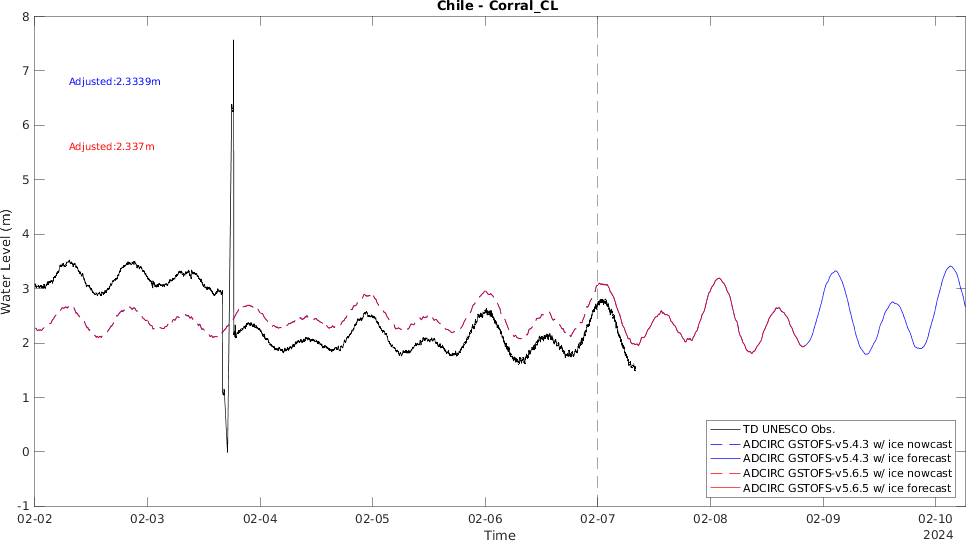 Chile - Corral_CL
8
7
6
5
4
3
2
1
0
-1
Water Level (m)
Adjusted:2.3339m
Adjusted:2.337m
TD UNESCO Obs.
ADCIRC GSTOFS-v5.4.3 w/ ice nowcast
ADCIRC GSTOFS-v5.4.3 w/ ice forecast
ADCIRC GSTOFS-v5.6.5 w/ ice nowcast
ADCIRC GSTOFS-v5.6.5 w/ ice forecast
02-02 02-03 02-04 02-05 02-06 02-07 02-08 02-09 02-10
Time
2024